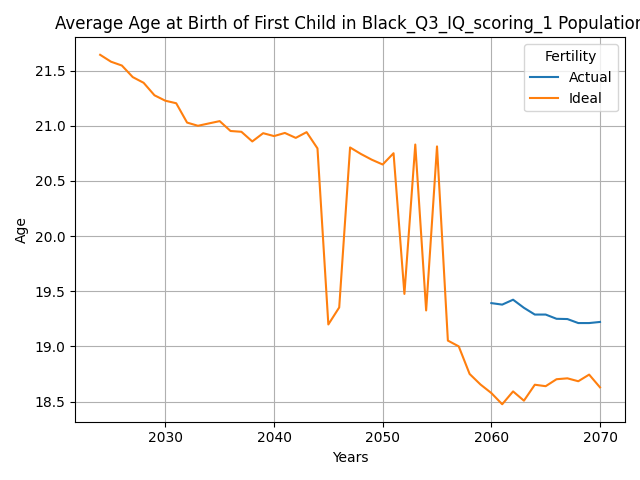 Average Age at Birth of First Child in Black_Q3_IQ_scoring_1 Population
Fertility
Actual
Ideal
21.5
21.0
20.5
20.0
19.5
19.0
18.5
Age
2030 2040 2050 2060 2070
Years